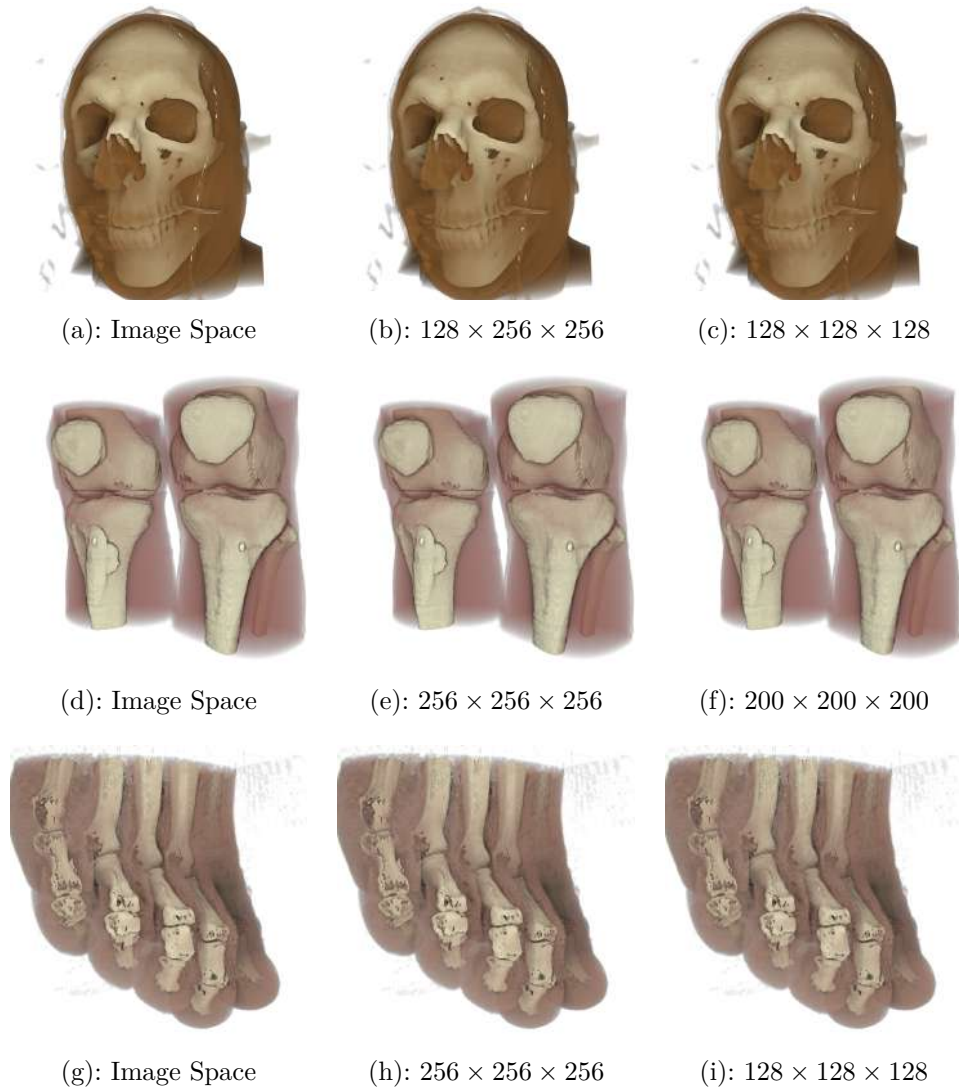 (a): Image Space
(b): 128 × 256 × 256
(c): 128 × 128 × 128
(d): Image Space
(e): 256 × 256 × 256
(f): 200 × 200 × 200
(g): Image Space
(h): 256 × 256 × 256
(i): 128 × 128 × 128